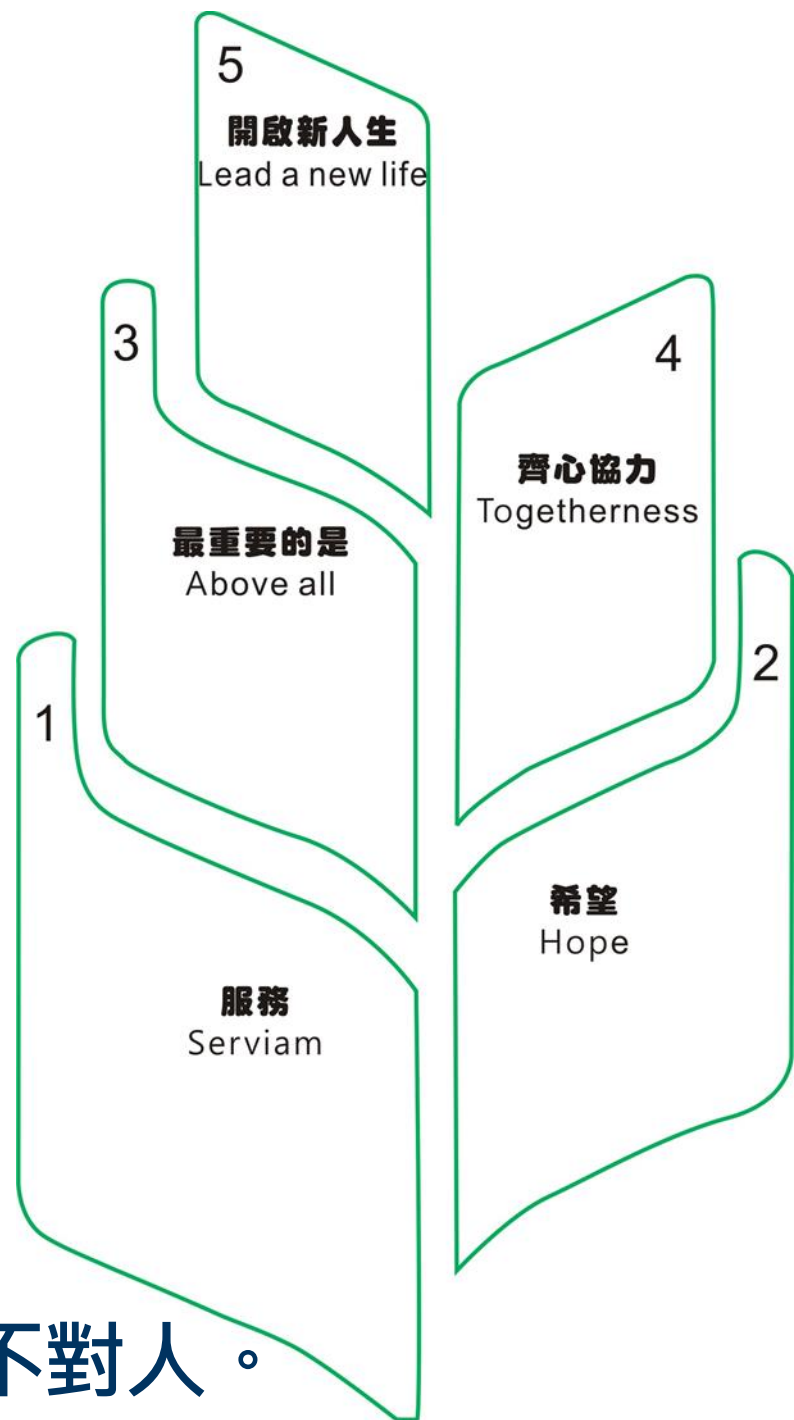 5
開啟新人生
Lead a new life
3
4
齊心協力
Togetherness
最重要的是
Above all
2
1
希望
Hope
服務
Serviam
不對人。